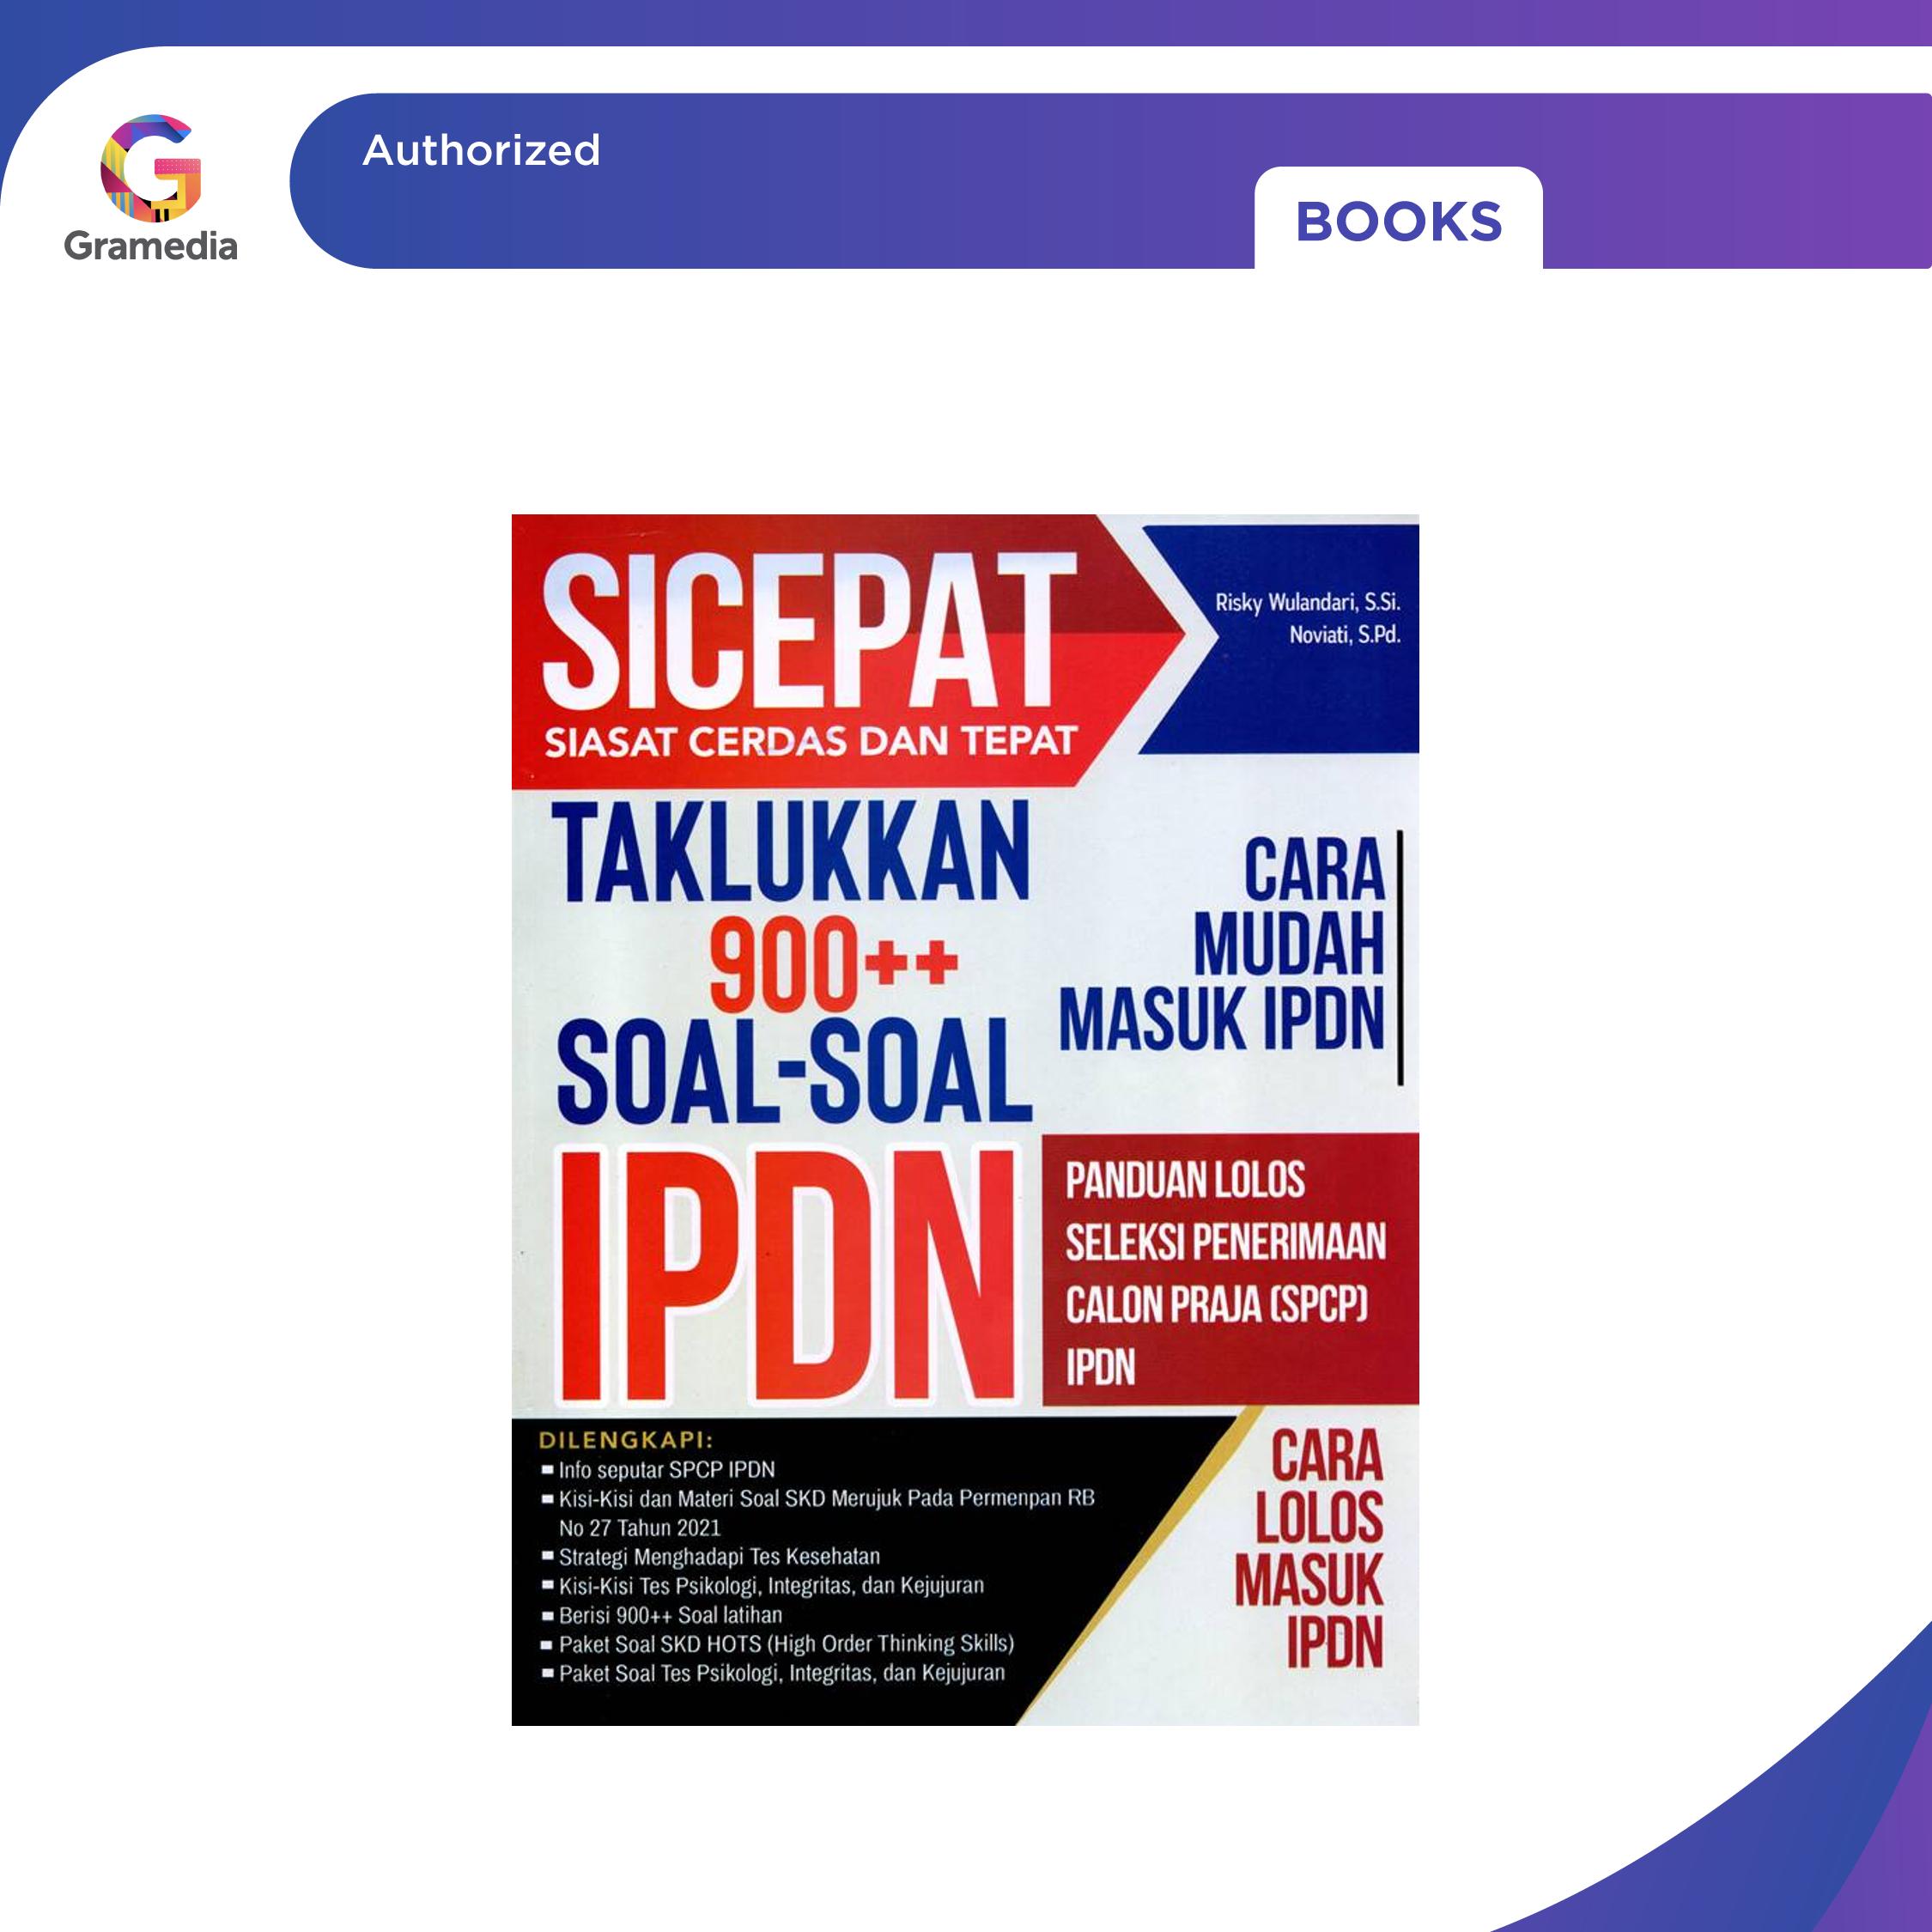 Gramedia
Authorized
BOOKS
SICEPAT
SIASAT CERDAS DAN TEPAT
Risky Wulandari, S.Si.
Noviati, S.Pd.
TAKLUKKAN
900++
SOAL-SOAL
IPDN
CARA
MUDAH
MASUK IPDN
PANDUAN LOLOS
SELEKSI PENERIMAAN
CALON PRAJA (SPCP)
IPDN
DILENGKAPI:
Info seputar SPCP IPDN
Kisi-Kisi dan Materi Soal SKD Merujuk Pada Permenpan RB
No 27 Tahun 2021
Strategi Menghadapi Tes Kesehatan
Kisi-Kisi Tes Psikologi, Integritas, dan Kejujuran
Berisi 900++ Soal latihan
Paket Soal SKD HOTS (High Order Thinking Skills)
Paket Soal Tes Psikologi, Integritas, dan Kejujuran
CARA
LOLOS
MASUK
IPDN